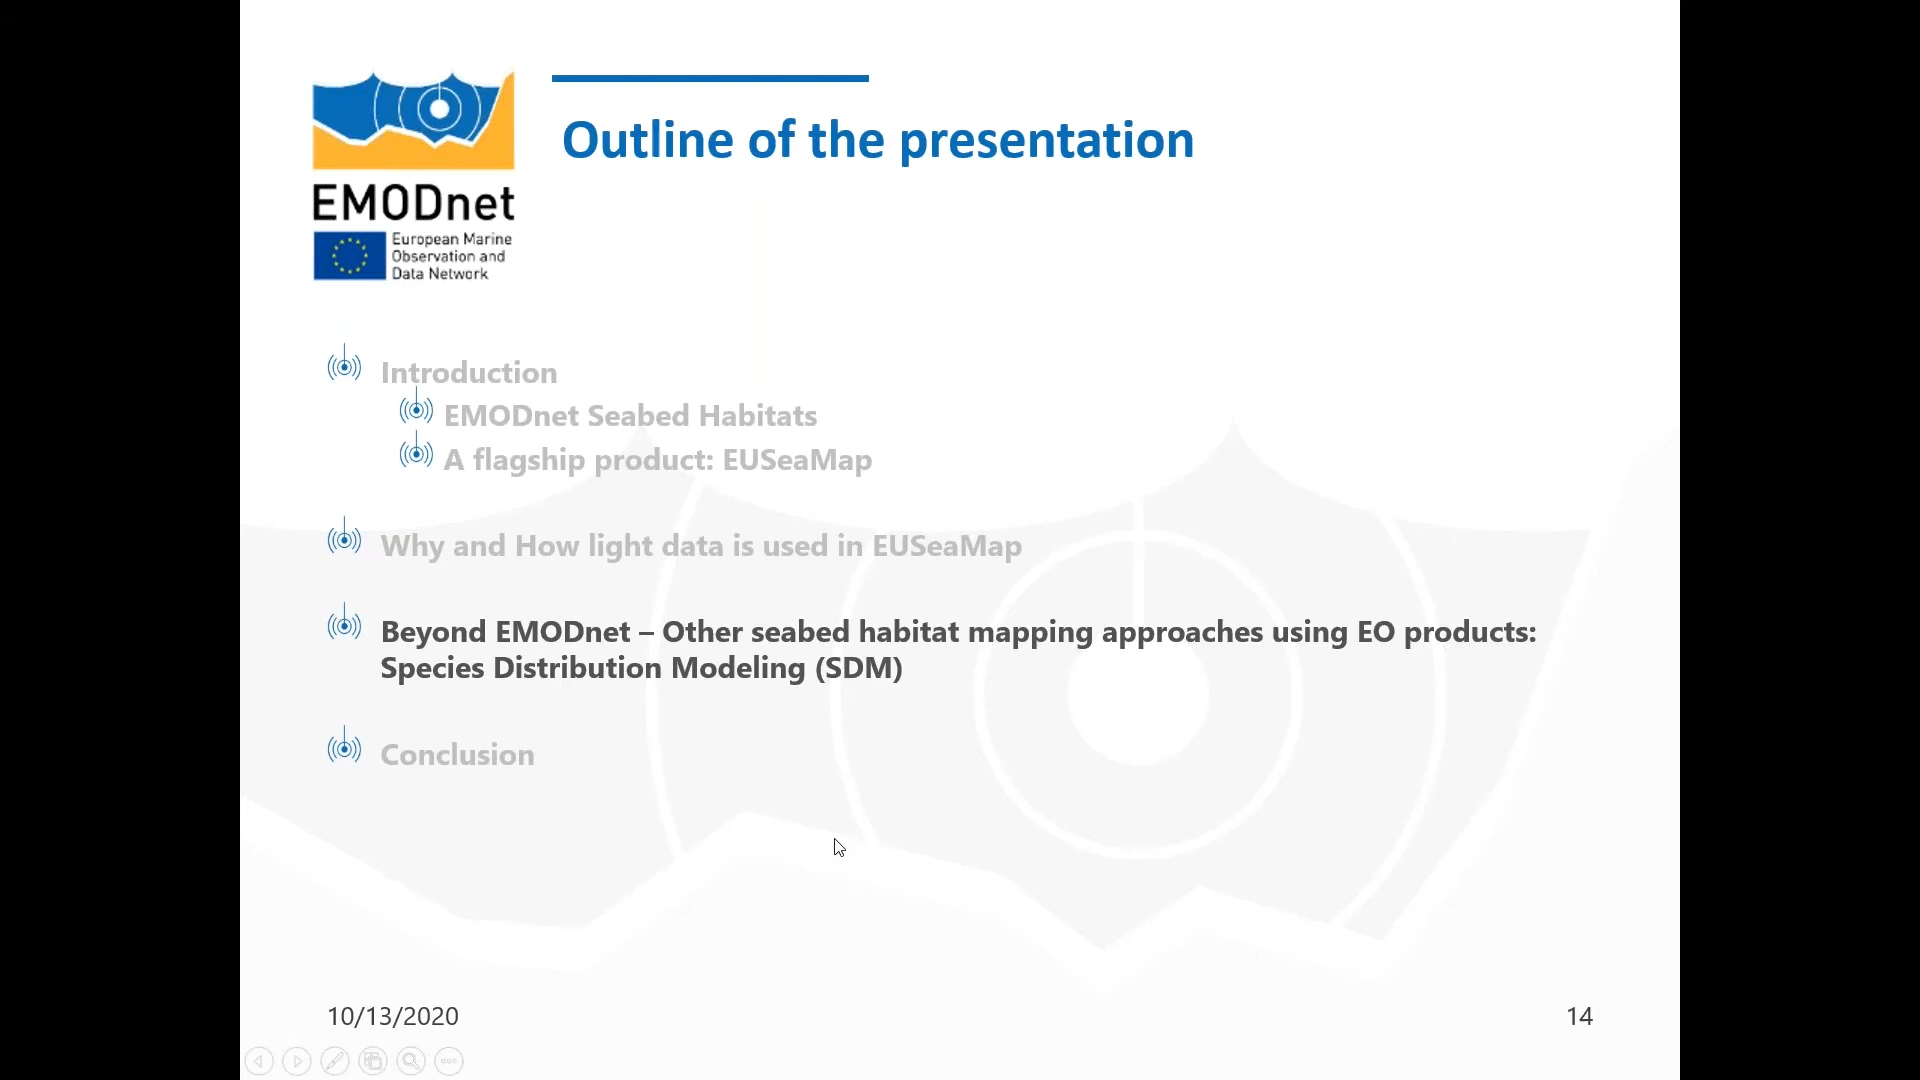 Outline of the presentation
EMODnet
European Marine
Observation and
Data Network
Introduction
EMODnet Seabed Habitats
A flagship product: EUSeaMap
Why and How light data is used in EUSeaMap
Beyond EMODnet – Other seabed habitat mapping approaches using EO products:
Species Distribution Modeling (SDM)
Conclusion
10/13/2020
14